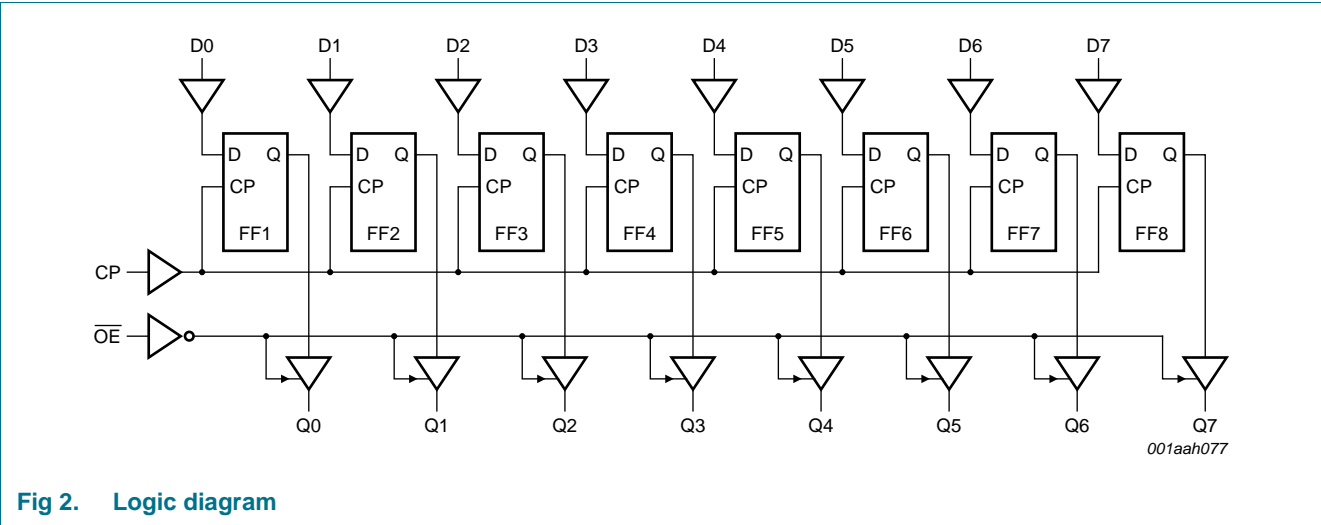 D0 D1 D2 D3 D4 D5 D6 D7
D Q D Q D Q D Q D Q D Q D Q D Q
CP CP CP CP CP CP CP CP
FF1 FF2 FF3 FF4 FF5 FF6 FF7 FF8
CP
O̅E̅
Q0 Q1 Q2 Q3 Q4 Q5 Q6 Q7
001aah077
Fig 2. Logic diagram